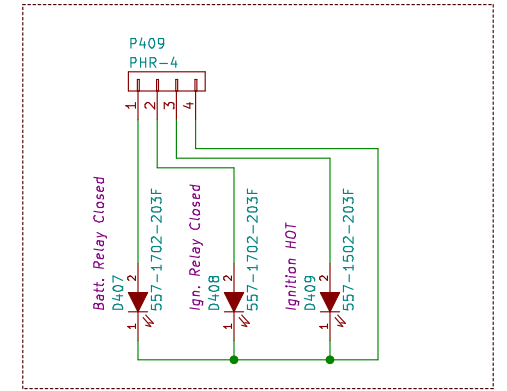 P409
PHR-4
1
2
3
4
Batt. Relay Closed
D407
2
1
557-1702-203F
Ign. Relay Closed
D408
2
1
557-1702-203F
Ignition HOT
D409
2
1
557-1502-203F